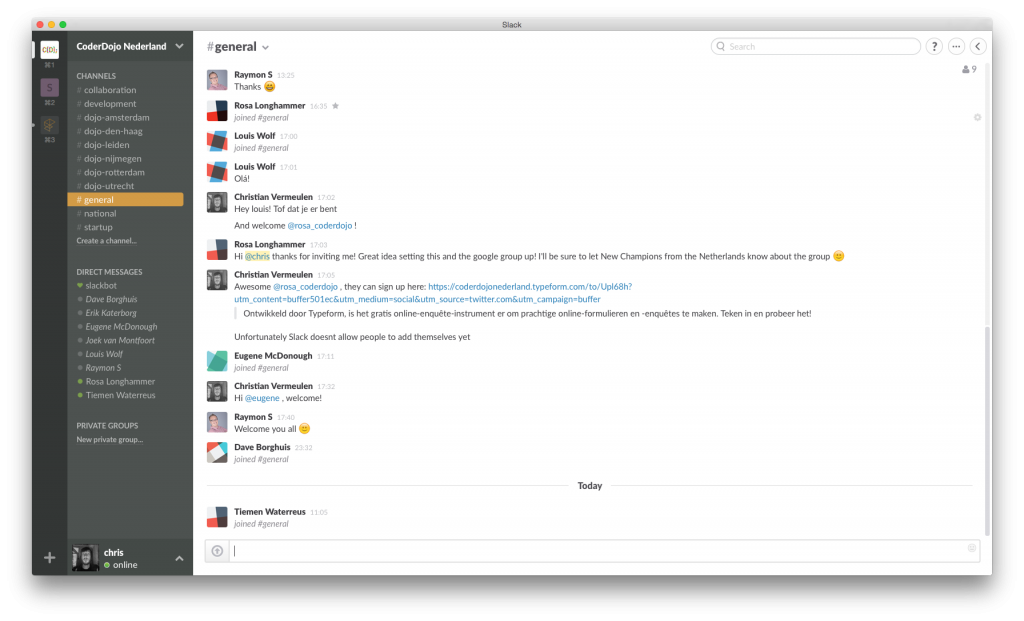 Slack
⌘1
S
⌘2
⌘3
CoderDojo Nederland
CHANNELS
# collaboration
# development
# dojo-amsterdam
# dojo-den-haag
# dojo-leiden
# dojo-nijmegen
# dojo-rotterdam
# dojo-utrecht
# general
# national
# startup
Create a channel...
DIRECT MESSAGES
slackbot
Dave Borghuis
Erik Katerborg
Eugene McDonough
Joek van Montfoort
Louis Wolf
Raymon S
Rosa Longhammer
Tiemen Waterreus
PRIVATE GROUPS
New private group...
chris
online
#general
Search
?
9
Raymon S 13:25
Thanks
Rosa Longhammer 16:35
joined #general
Louis Wolf 17:00
joined #general
Louis Wolf 17:01
Olá!
Christian Vermeulen 17:02
Hey louis! Tof dat je er bent
And welcome @rosa_coderdojo !
Rosa Longhammer 17:03
Hi @chris thanks for inviting me! Great idea setting this and the google group up! I'll be sure to let New Champions from the Netherlands know about the group
Christian Vermeulen 17:05
Awesome @rosa_coderdojo , they can sign up here: https://coderdojonederland.typeform.com/to/Upl68h?
utm_content=buffer501ec&utm_medium=social&utm_source=twitter.com&utm_campaign=buffer
Ontwikkeld door Typeform, is het gratis online-enquête-instrument er om prachtige online-formulieren en -enquêtes te maken. Teken in en probeer het!
Unfortunately Slack doesnt allow people to add themselves yet
Eugene McDonough 17:11
joined #general
Christian Vermeulen 17:32
Hi @eugene , welcome!
Raymon S 17:40
Welcome you all
Dave Borghuis 23:32
joined #general
Today
Tiemen Waterreus 11:05
joined #general